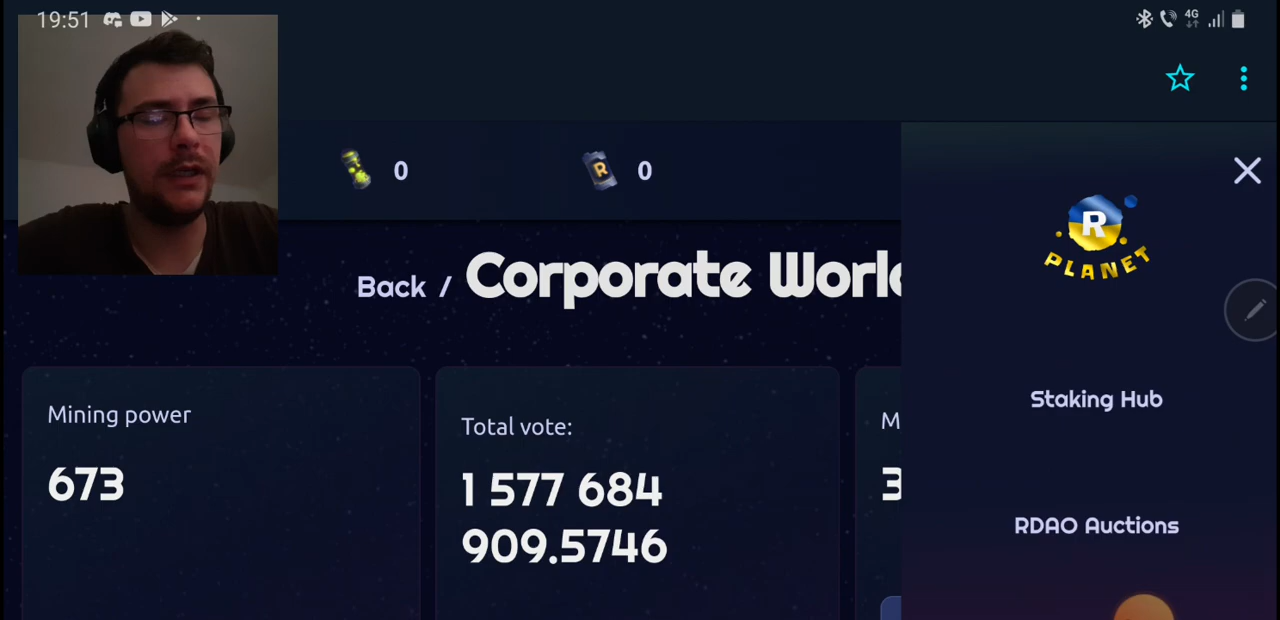 19:51
4G
0
0
R
R
PLANET
Back / Corporate Worl
Mining power
673
Total vote:
1 577 684
909.5746
M
3
Staking Hub
RDAO Auctions